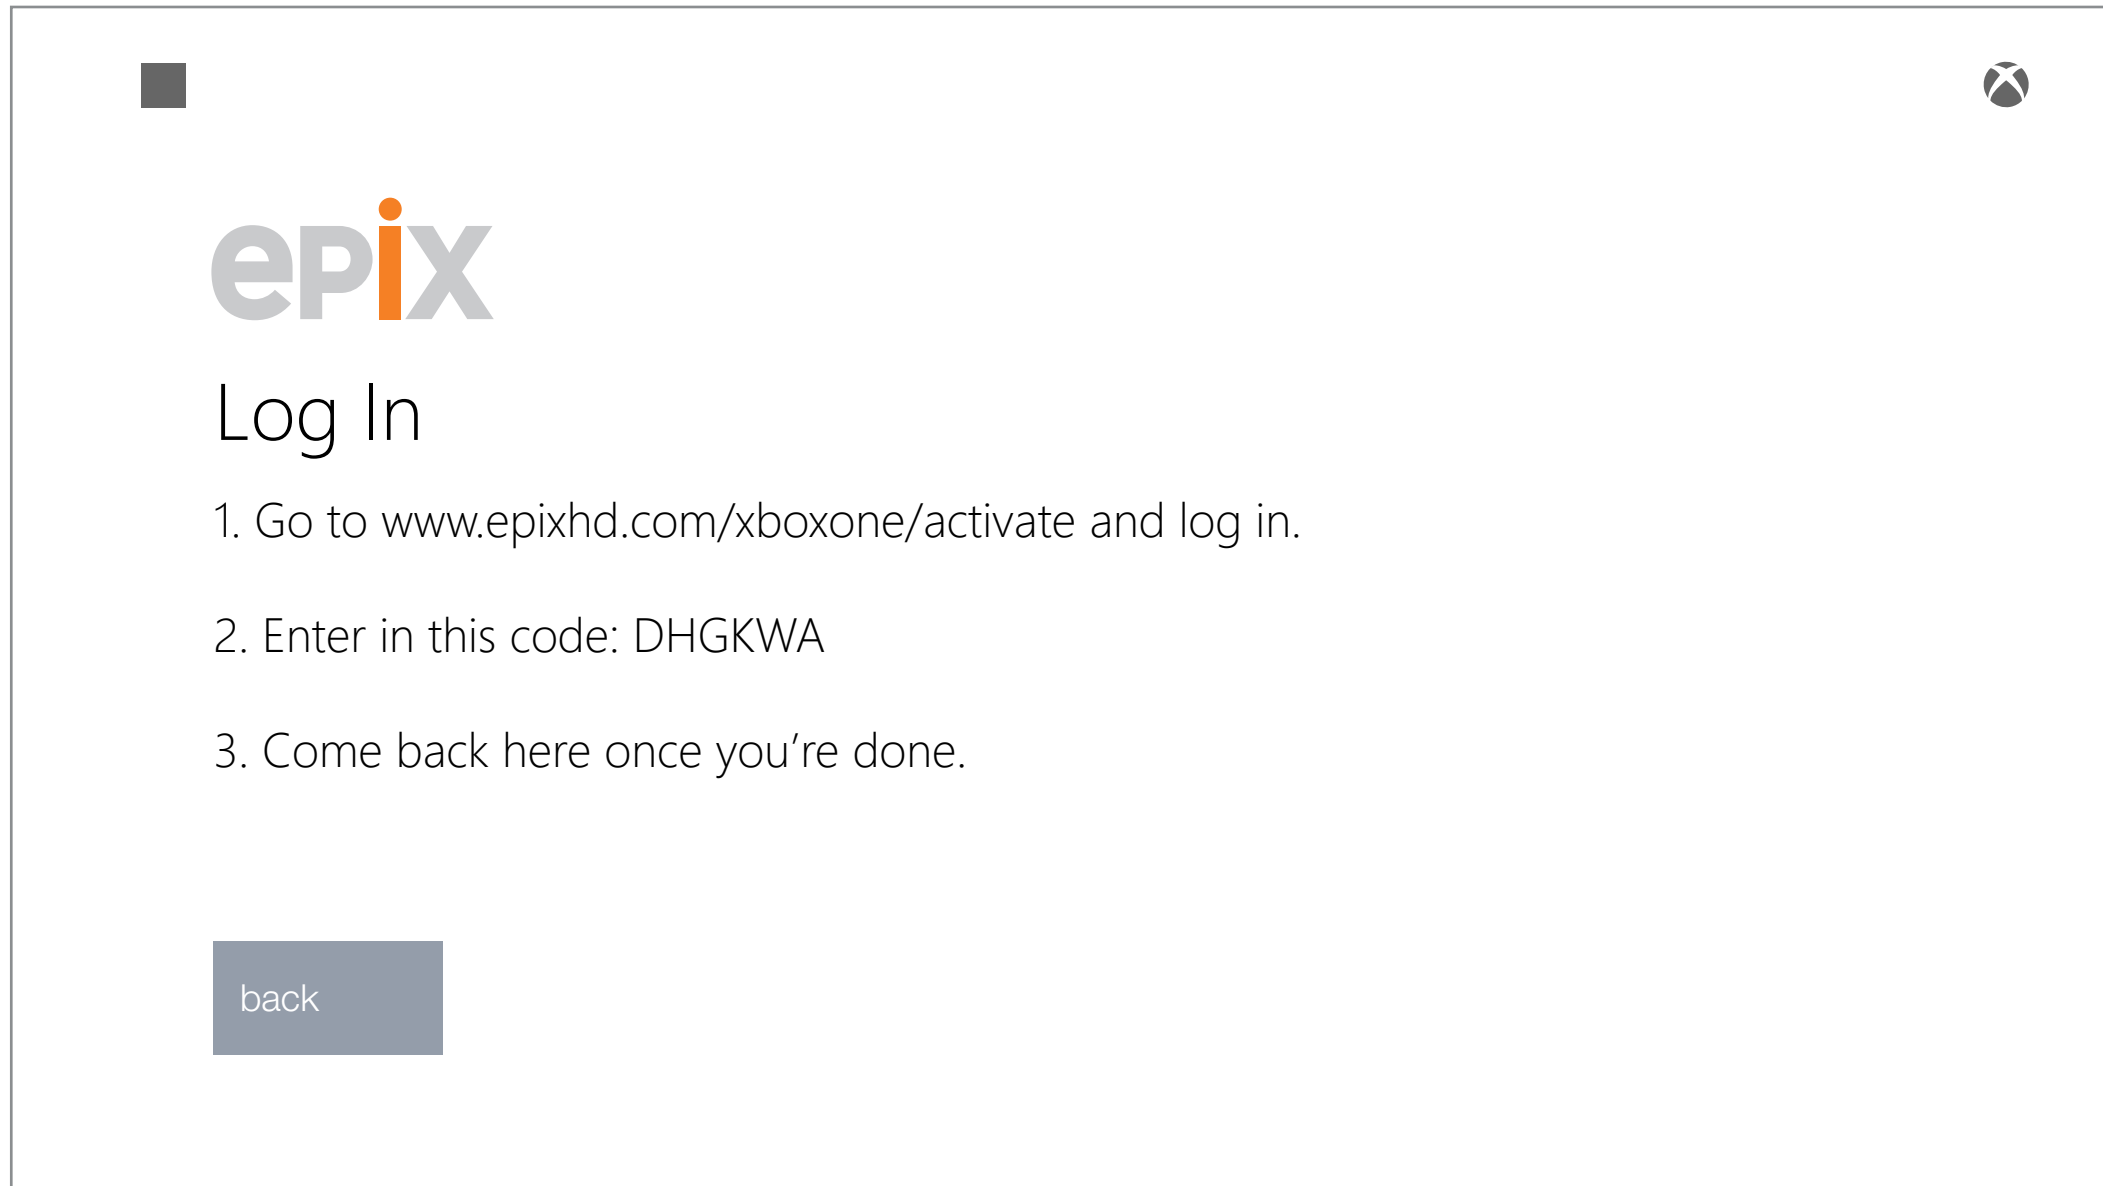 epix
Log In
1. Go to www.epixhd.com/xboxone/activate and log in.
2. Enter in this code: DHGKWA
3. Come back here once you’re done.
back